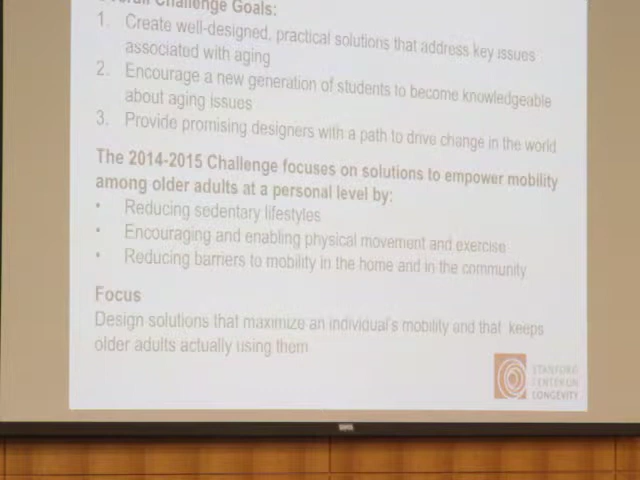 Overall Challenge Goals:
1. Create well-designed, practical solutions that address key issues
associated with aging
2. Encourage a new generation of students to become knowledgeable
about aging issues
3. Provide promising designers with a path to drive change in the world
The 2014-2015 Challenge focuses on solutions to empower mobility
among older adults at a personal level by:
• Reducing sedentary lifestyles
• Encouraging and enabling physical movement and exercise
• Reducing barriers to mobility in the home and in the community
Focus
Design solutions that maximize an individual's mobility and that keeps
older adults actually using them
STANFORD
CENTER ON
LONGEVITY